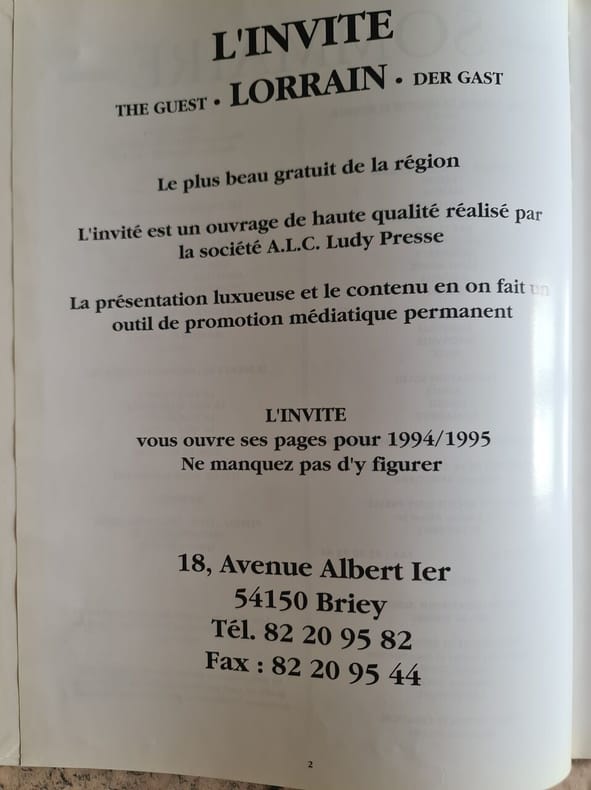 L'INVITE
THE GUEST • LORRAIN • DER GAST
Le plus beau gratuit de la région
L'invité est un ouvrage de haute qualité réalisé par
la société A.L.C. Ludy Presse
La présentation luxueuse et le contenu en on fait un
outil de promotion médiatique permanent
L'INVITE
vous ouvre ses pages pour 1994/1995
Ne manquez pas d'y figurer
18, Avenue Albert Ier
54150 Briey
Tél. 82 20 95 82
Fax : 82 20 95 44
2